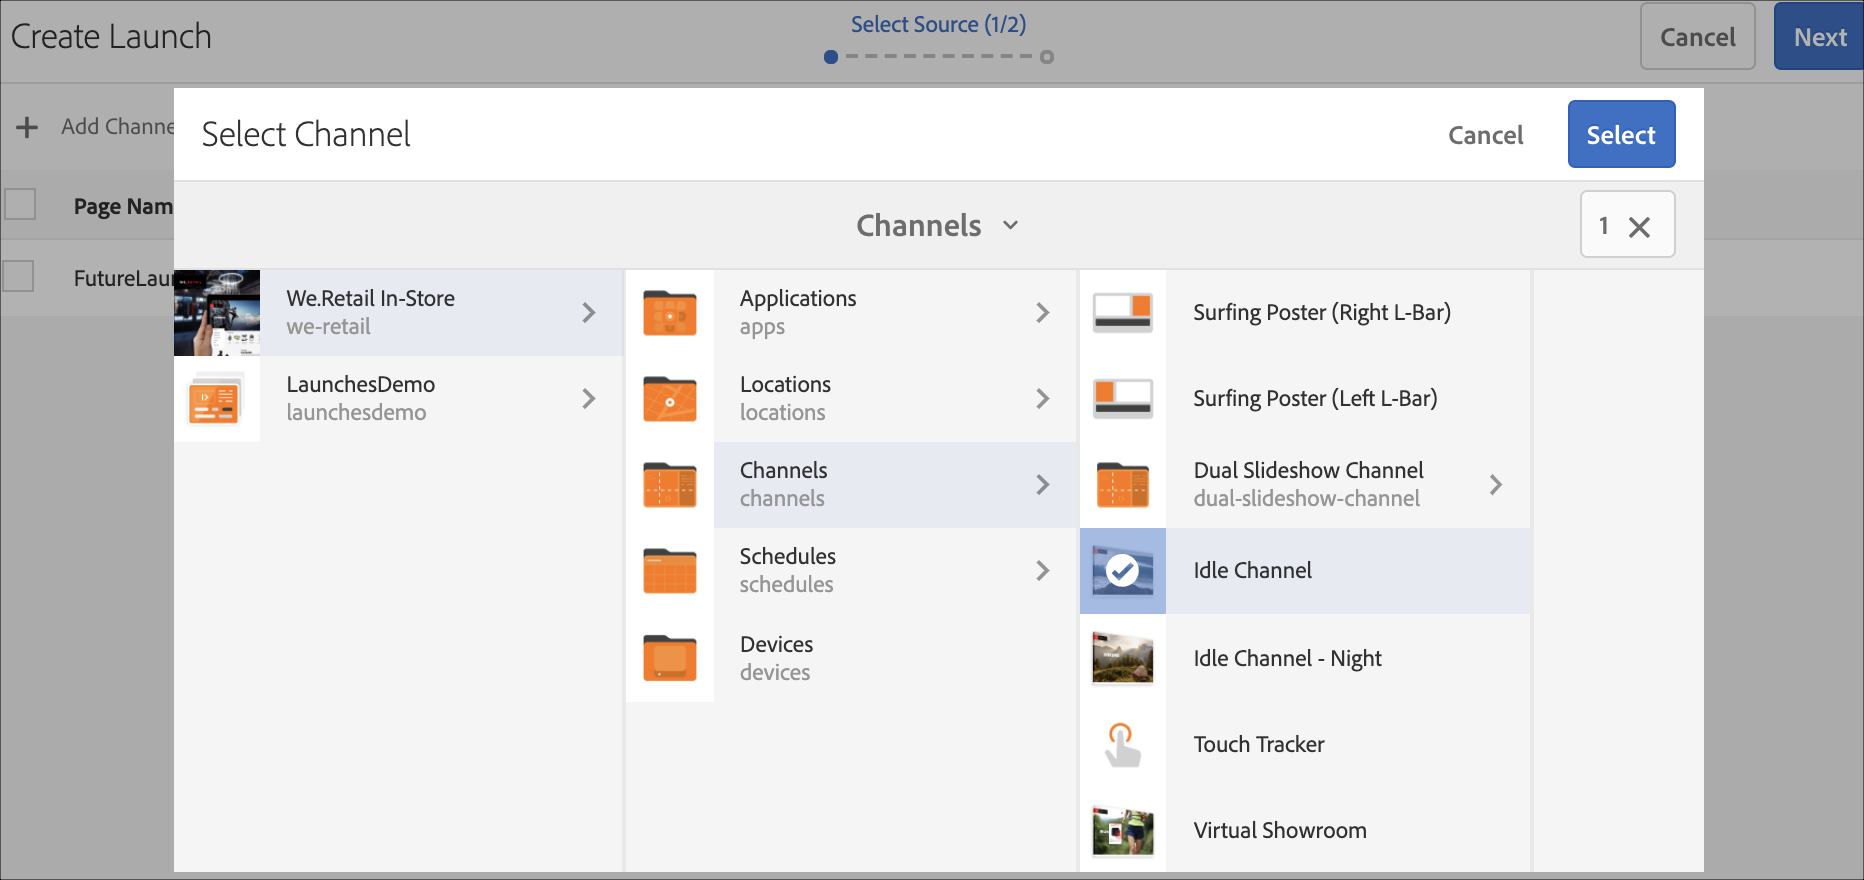 Create Launch
Select Source (1/2)
Cancel
Next
Add Channe
Select Channel
Cancel
Select
Page Nam
Channels
1
FutureLau
We.Retail In-Store
we-retail
LaunchesDemo
launchesdemo
Applications
apps
Locations
locations
Channels
channels
Schedules
schedules
Devices
devices
Surfing Poster (Right L-Bar)
Surfing Poster (Left L-Bar)
Dual Slideshow Channel
dual-slideshow-channel
Idle Channel
Idle Channel - Night
Touch Tracker
Virtual Showroom